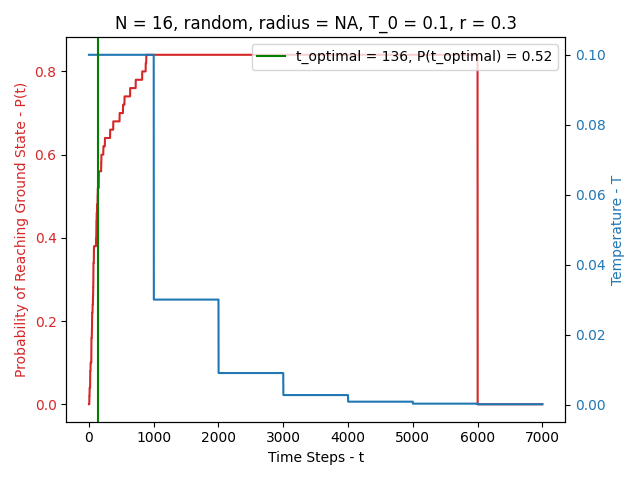 N = 16, random, radius = NA, T_0 = 0.1, r = 0.3
t_optimal = 136, P(t_optimal) = 0.52
Probability of Reaching Ground State - P(t)
0.8
0.6
0.4
0.2
0.0
0.10
0.08
0.06
0.04
0.02
0.00
Temperature - T
0 1000 2000 3000 4000 5000 6000 7000
Time Steps - t